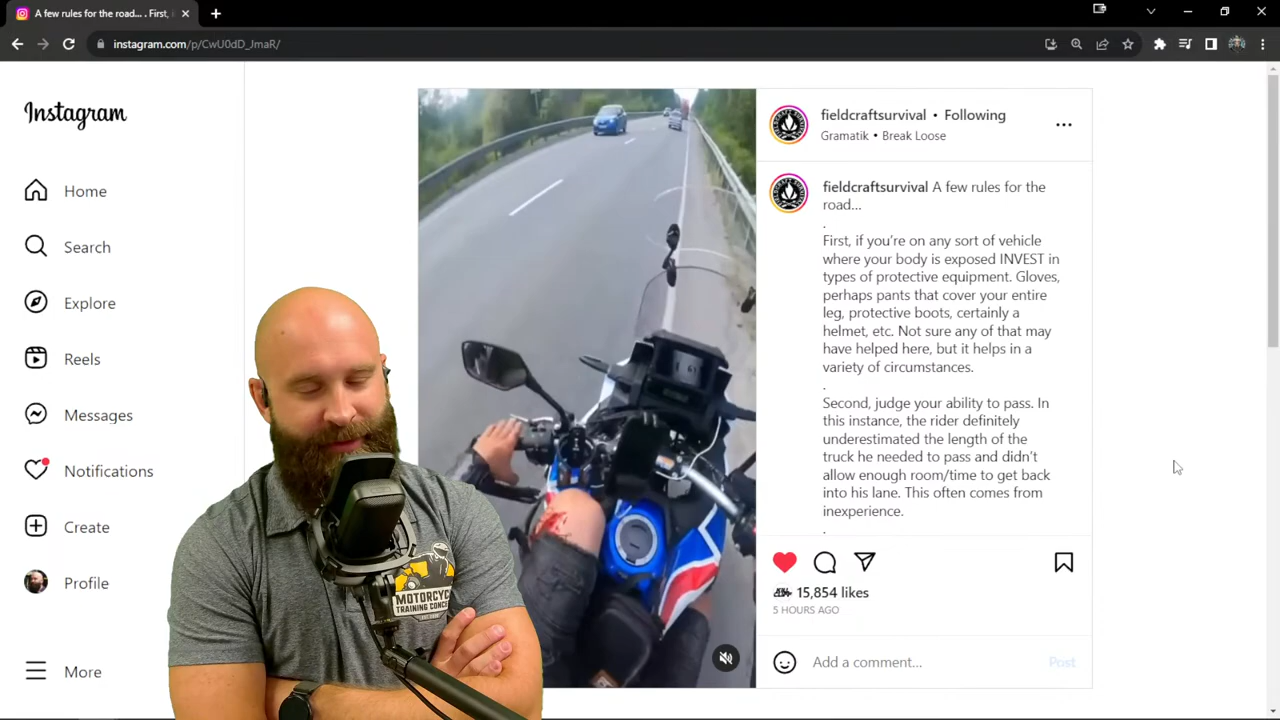 A few rules for the road... . First, i
instagram.com/p/CwU0dD_JmaR/
Instagram
Home
Search
Explore
Reels
Messages
Notifications
Create
Profile
More
fieldcraftsurvival • Following
Gramatik • Break Loose
fieldcraftsurvival A few rules for the
road...
.
First, if you're on any sort of vehicle
where your body is exposed INVEST in
types of protective equipment. Gloves,
perhaps pants that cover your entire
leg, protective boots, certainly a
helmet, etc. Not sure any of that may
have helped here, but it helps in a
variety of circumstances.
.
Second, judge your ability to pass. In
this instance, the rider definitely
underestimated the length of the
truck he needed to pass and didn't
allow enough room/time to get back
into his lane. This often comes from
inexperience.
.
15,854 likes
5 HOURS AGO
Add a comment...
Post
MOTORCYC
TRAINING CONCE